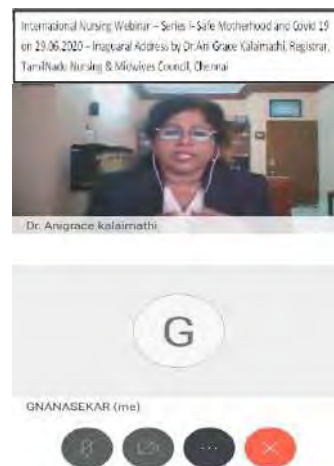 International Nursing Webinar – Series I- Safe Motherhood and Covid 19
on 29.06.2020 – Inaguaral Address by Dr.Ani Grace Kalaimathi, Registrar,
TamilNadu Nursing & Midwives Council, Chennai
Dr. Anigrace kalaimathi
G
GNANASEKAR (me)